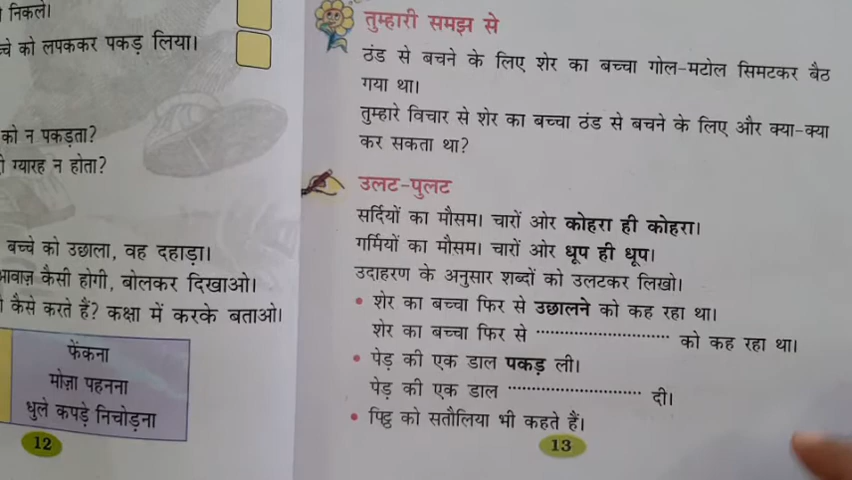 निकले।
चे को लपककर पकड़ लिया।
को न पकड़ता?
ग्यारह न होता?
बच्चे को उछाला, वह दहाड़ा।
आवाज़ कैसी होगी, बोलकर दिखाओ।
कैसे करते हैं? कक्षा में करके बताओ।
फेंकना
मोज़ा पहनना
धुले कपड़े निचोड़ना
12
तुम्हारी समझ से
ठंड से बचने के लिए शेर का बच्चा गोल-मटोल सिमटकर बैठ
गया था।
तुम्हारे विचार से शेर का बच्चा ठंड से बचने के लिए और क्या-क्या
कर सकता था?
उलट-पुलट
सर्दियों का मौसम। चारों ओर कोहरा ही कोहरा।
गर्मियों का मौसम। चारों ओर धूप ही धूप।
उदाहरण के अनुसार शब्दों को उलटकर लिखो।
• शेर का बच्चा फिर से उछालने को कह रहा था।
शेर का बच्चा फिर से ............................ को कह रहा था।
• पेड़ की एक डाल पकड़ ली।
पेड़ की एक डाल ............................ दी।
• पिट्ठू को सतौलिया भी कहते हैं।
13